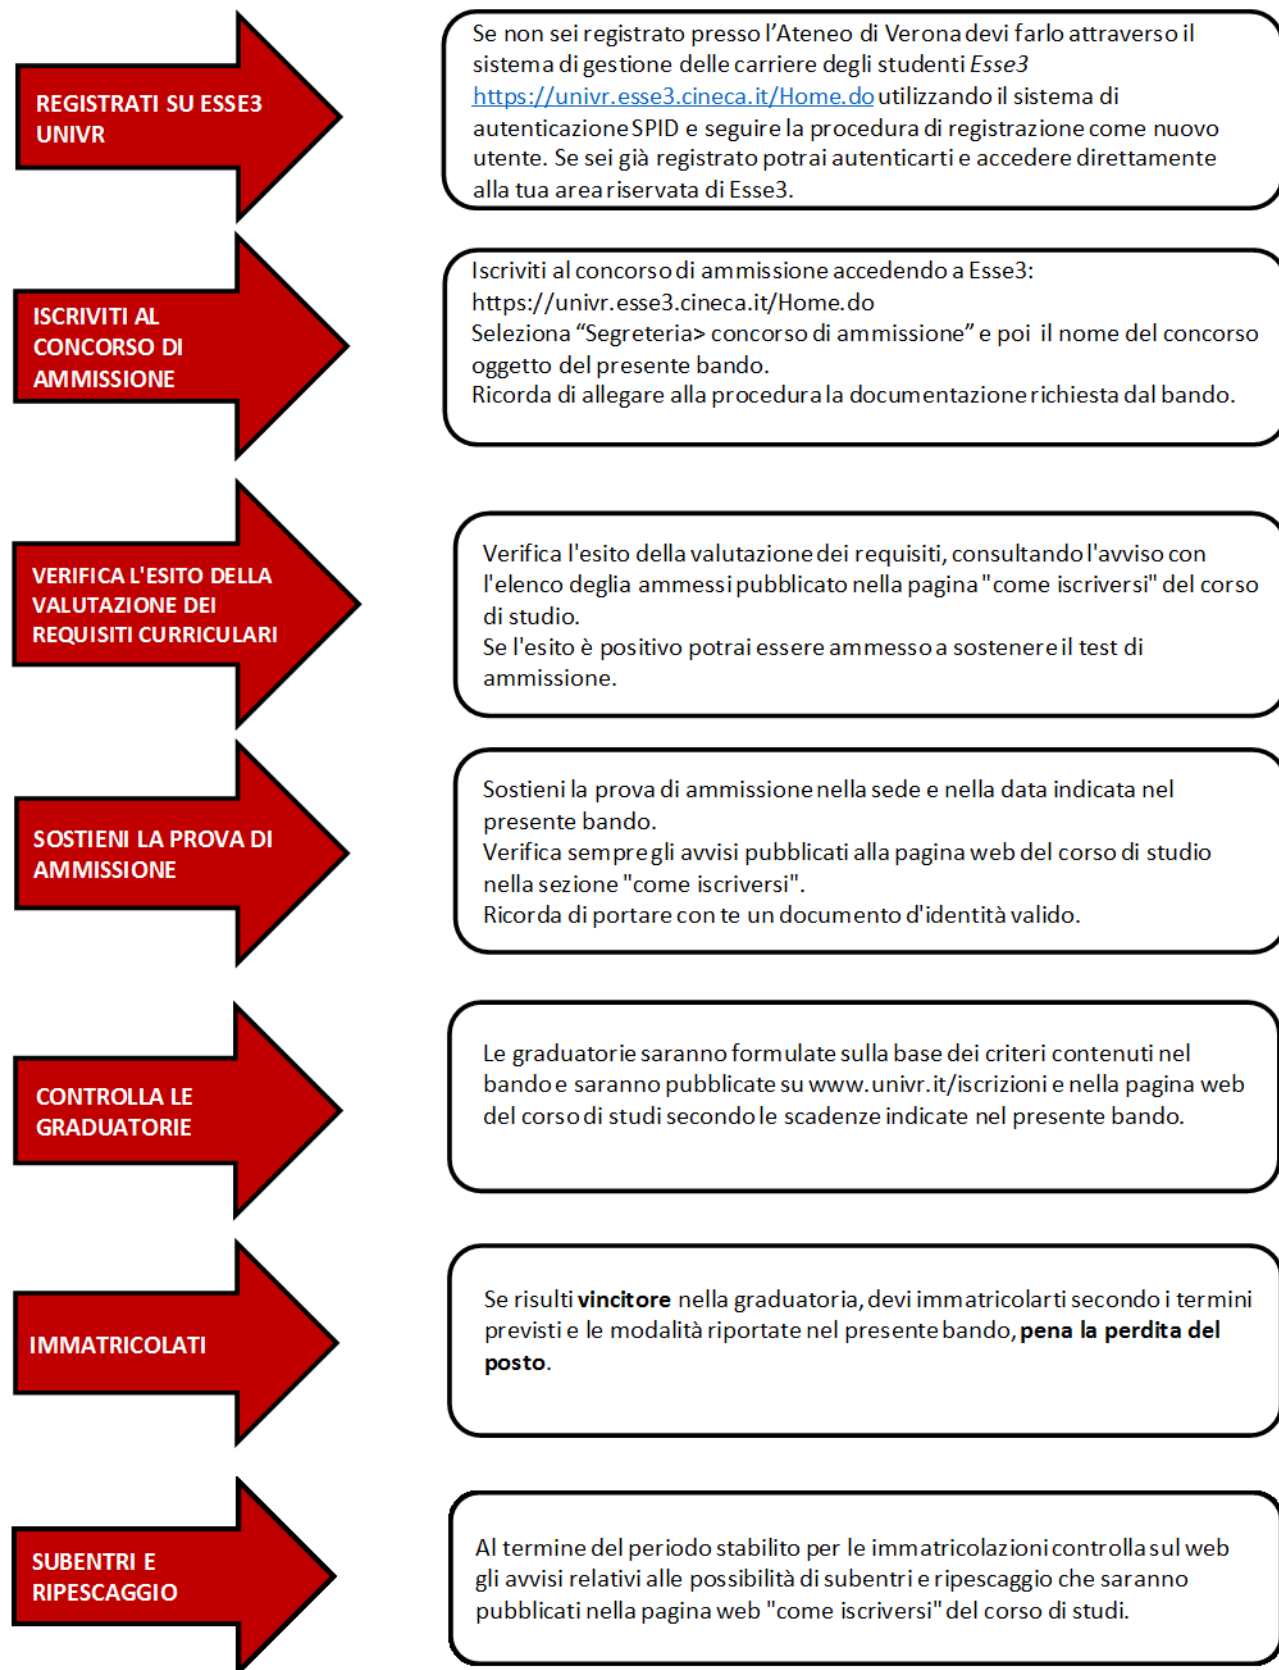 REGISTRATI SU ESSE3
UNIVR
Se non sei registrato presso l'Ateneo di Verona devi farlo attraverso il
sistema di gestione delle carriere degli studenti Esse3
https://univr.esse3.cineca.it/Home.do utilizzando il sistema di
autenticazione SPID e seguire la procedura di registrazione come nuovo
utente. Se sei già registrato potrai autenticarti e accedere direttamente
alla tua area riservata di Esse3.
ISCRIVITI AL
CONCORSO DI
AMMISSIONE
Iscriviti al concorso di ammissione accedendo a Esse3:
https://univr.esse3.cineca.it/Home.do
Seleziona “Segreteria> concorso di ammissione” e poi il nome del concorso
oggetto del presente bando.
Ricorda di allegare alla procedura la documentazione richiesta dal bando.
VERIFICA L'ESITO DELLA
VALUTAZIONE DEI
REQUISITI CURRICULARI
Verifica l'esito della valutazione dei requisiti, consultando l'avviso con
l'elenco deglia ammessi pubblicato nella pagina "come iscriversi" del corso
di studio.
Se l'esito è positivo potrai essere ammesso a sostenere il test di
ammissione.
SOSTIENI LA PROVA DI
AMMISSIONE
Sostieni la prova di ammissione nella sede e nella data indicata nel
presente bando.
Verifica sempre gli avvisi pubblicati alla pagina web del corso di studio
nella sezione "come iscriversi".
Ricorda di portare con te un documento d'identità valido.
CONTROLLA LE
GRADUATORIE
Le graduatorie saranno formulate sulla base dei criteri contenuti nel
bando e saranno pubblicate su www.univr.it/iscrizioni e nella pagina web
del corso di studi secondo le scadenze indicate nel presente bando.
IMMATRICOLATI
Se risulti vincitore nella graduatoria, devi immatricolarti secondo i termini
previsti e le modalità riportate nel presente bando, pena la perdita del
posto.
SUBENTRI E
RIPESCAGGIO
Al termine del periodo stabilito per le immatricolazioni controlla sul web
gli avvisi relativi alle possibilità di subentri e ripescaggio che saranno
pubblicati nella pagina web "come iscriversi" del corso di studi.